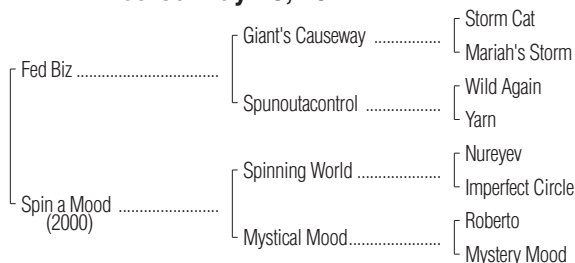 Giant's Causeway .................. Storm Cat
Mariah's Storm
Fed Biz ................................
Spunoutacontrol ................. Wild Again
Yarn
Spinning World ................... Nureyev
Imperfect Circle
Spin a Mood ......................
(2000)
Mystical Mood.................... Roberto
Mystery Mood